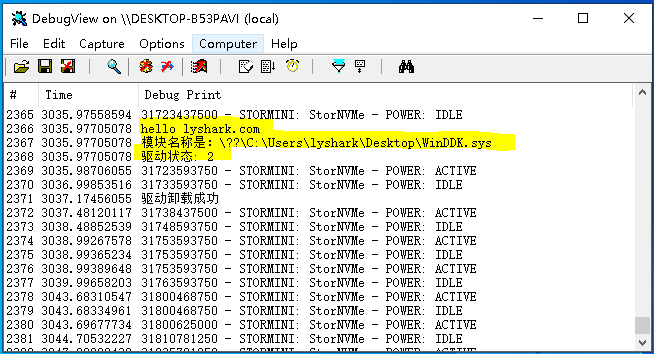 DebugView on \\DESKTOP-B53PAVI (local)
File Edit Capture Options Computer Help
# Time Debug Print
2365 3035.97558594 31723437500 - STORMINI: StorNVMe - POWER: IDLE
2366 3035.97705078 hello lyshark.com
2367 3035.97705078 模块名称是: \??\C:\Users\lyshark\Desktop\WinDDK.sys
2368 3035.97705078 驱动状态: 2
2369 3035.98706055 31723593750 - STORMINI: StorNVMe - POWER: ACTIVE
2370 3036.99853516 31733593750 - STORMINI: StorNVMe - POWER: IDLE
2371 3037.17456055 驱动卸载成功
2372 3037.48120117 31738437500 - STORMINI: StorNVMe - POWER: ACTIVE
2373 3038.48852539 31748593750 - STORMINI: StorNVMe - POWER: IDLE
2374 3038.99267578 31753593750 - STORMINI: StorNVMe - POWER: ACTIVE
2375 3038.99365234 31753593750 - STORMINI: StorNVMe - POWER: IDLE
2376 3038.99389648 31753593750 - STORMINI: StorNVMe - POWER: ACTIVE
2377 3039.99658203 31763593750 - STORMINI: StorNVMe - POWER: IDLE
2378 3043.68310547 31800468750 - STORMINI: StorNVMe - POWER: ACTIVE
2379 3043.68334961 31800468750 - STORMINI: StorNVMe - POWER: IDLE
2380 3043.69677734 31800625000 - STORMINI: StorNVMe - POWER: ACTIVE
2381 3044.70532227 31810781250 - STORMINI: StorNVMe - POWER: IDLE